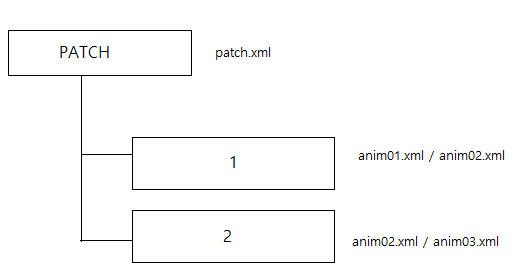 PATCH
patch.xml
1
anim01.xml / anim02.xml
2
anim02.xml / anim03.xml